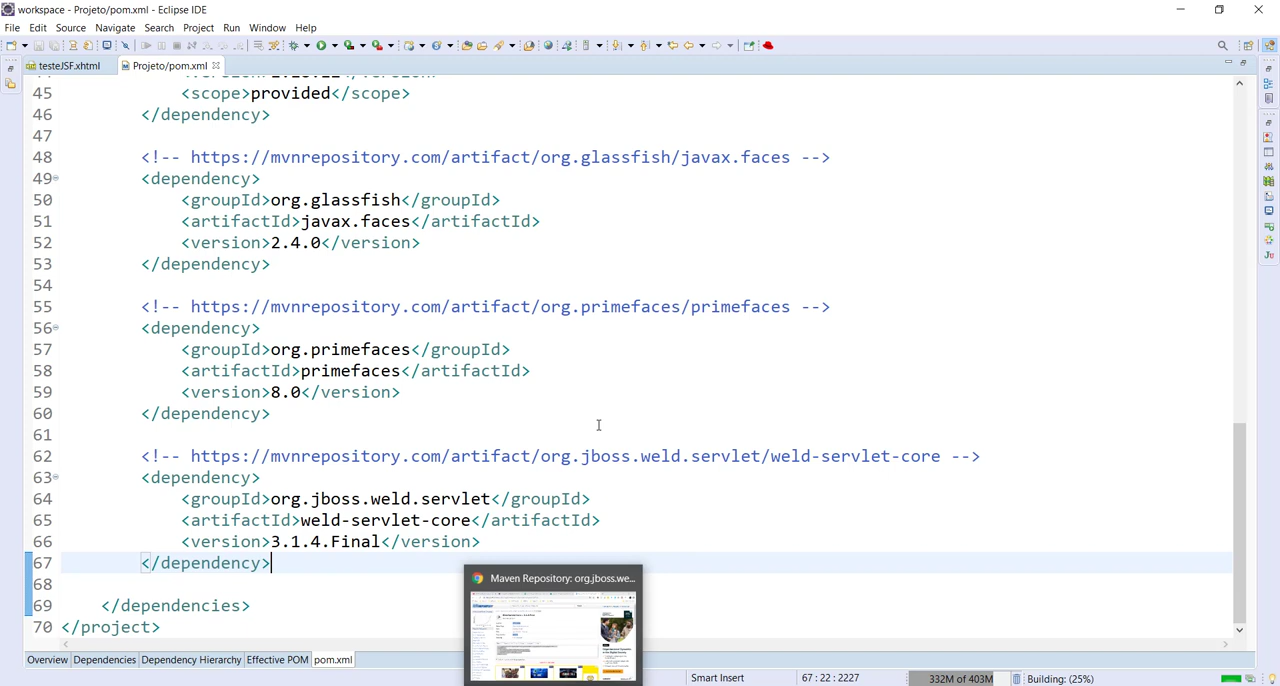 workspace - Projeto/pom.xml - Eclipse IDE
File Edit Source Navigate Search Project Run Window Help
testeJSF.xhtml Projeto/pom.xml
45 <scope>provided</scope>
46 </dependency>
47
48 <!-- https://mvnrepository.com/artifact/org.glassfish/javax.faces -->
49 <dependency>
50 <groupId>org.glassfish</groupId>
51 <artifactId>javax.faces</artifactId>
52 <version>2.4.0</version>
53 </dependency>
54
55 <!-- https://mvnrepository.com/artifact/org.primefaces/primefaces -->
56 <dependency>
57 <groupId>org.primefaces</groupId>
58 <artifactId>primefaces</artifactId>
59 <version>8.0</version>
60 </dependency>
61
62 <!-- https://mvnrepository.com/artifact/org.jboss.weld.servlet/weld-servlet-core -->
63 <dependency>
64 <groupId>org.jboss.weld.servlet</groupId>
65 <artifactId>weld-servlet-core</artifactId>
66 <version>3.1.4.Final</version>
67 </dependency>
68
69 </dependencies>
70 </project>
Maven Repository: org.jboss.we...
Overview Dependencies Dependency Hierarchy Effective POM pom.xml
Smart Insert 67 : 22 : 2227 332M of 403M Building: (25%)